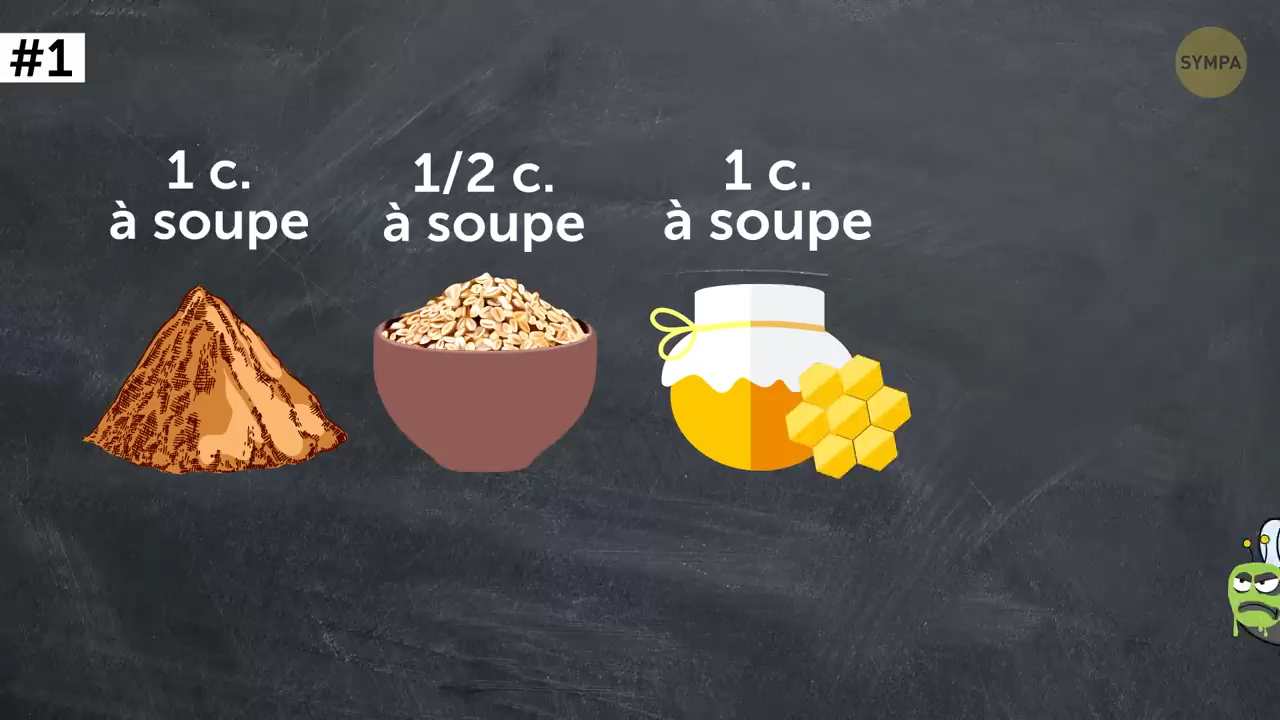 #1
SYMPA
1 c.
à soupe
1/2 c.
à soupe
1 c.
à soupe